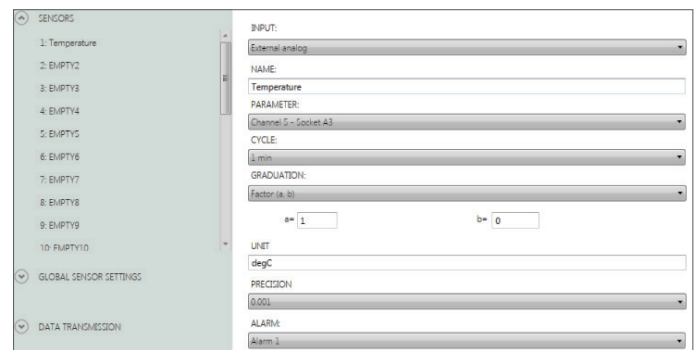 SENSORS
1: Temperature
2: EMPTY2
3: EMPTY3
4: EMPTY4
5: EMPTY5
6: EMPTY6
7: EMPTY7
8: EMPTY8
9: EMPTY9
10: EMPTY10
GLOBAL SENSOR SETTINGS
DATA TRANSMISSION
INPUT:
External analog
NAME:
Temperature
PARAMETER:
Channel 5 - Socket A3
CYCLE:
1 min
GRADUATION:
Factor (a, b)
a= 1 b= 0
UNIT
degC
PRECISION
0.001
ALARM:
Alarm 1